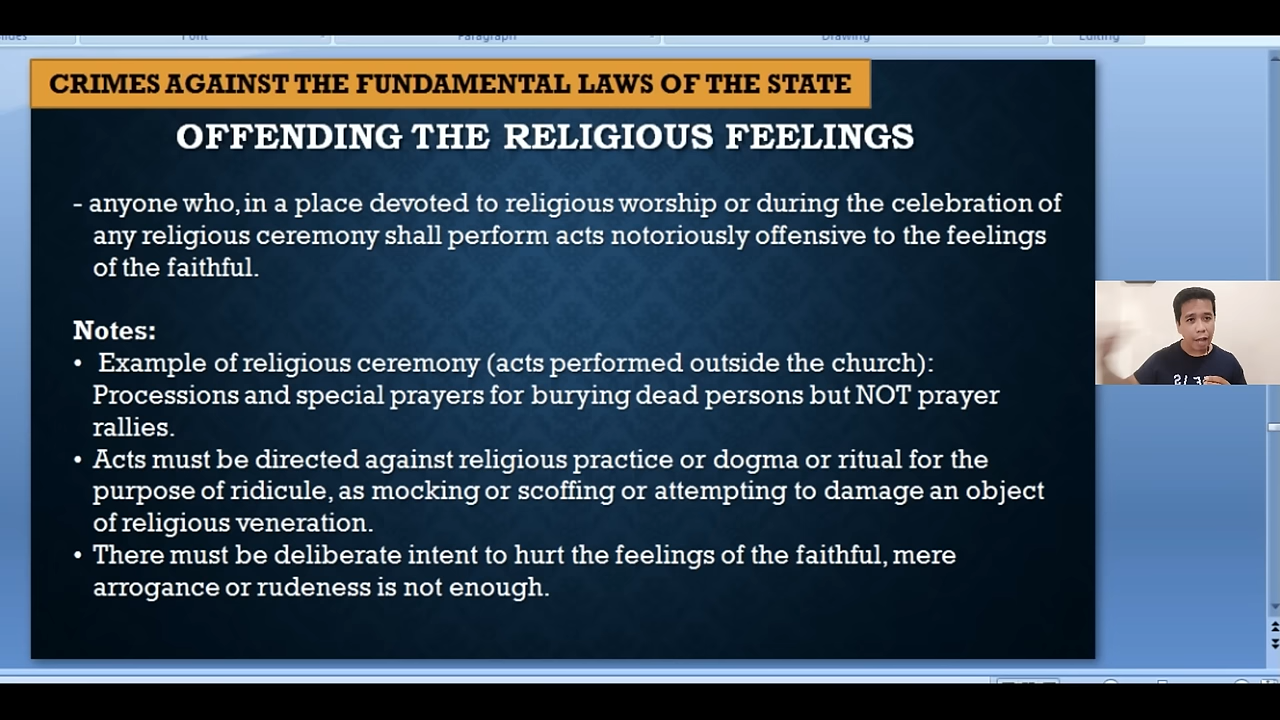 Font
Paragraph
Drawing
Editing
CRIMES AGAINST THE FUNDAMENTAL LAWS OF THE STATE
OFFENDING THE RELIGIOUS FEELINGS
- anyone who, in a place devoted to religious worship or during the celebration of
any religious ceremony shall perform acts notoriously offensive to the feelings
of the faithful.
Notes:
• Example of religious ceremony (acts performed outside the church):
Processions and special prayers for burying dead persons but NOT prayer
rallies.
• Acts must be directed against religious practice or dogma or ritual for the
purpose of ridicule, as mocking or scoffing or attempting to damage an object
of religious veneration.
• There must be deliberate intent to hurt the feelings of the faithful, mere
arrogance or rudeness is not enough.